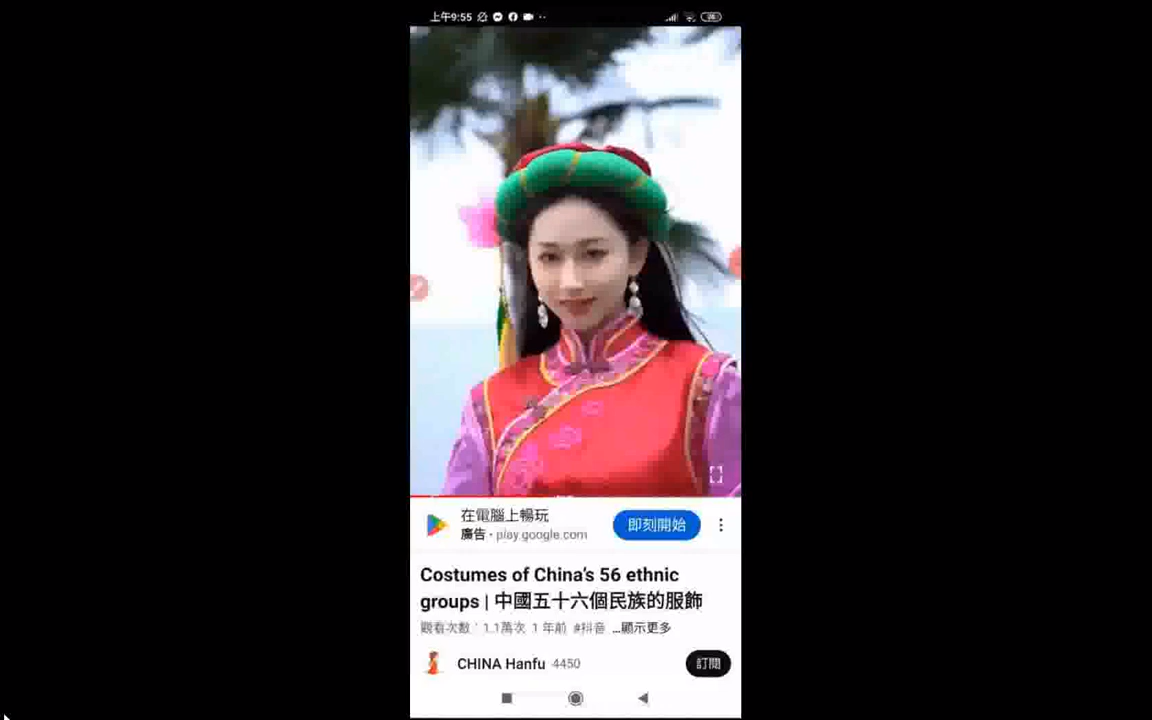 上午9:55
在電腦上暢玩
廣告 · play.google.com
即刻開始
Costumes of China's 56 ethnic
groups | 中國五十六個民族的服飾
觀看次數：1.1萬次 1 年前 #抖音 ...顯示更多
CHINA Hanfu 4450
訂閱